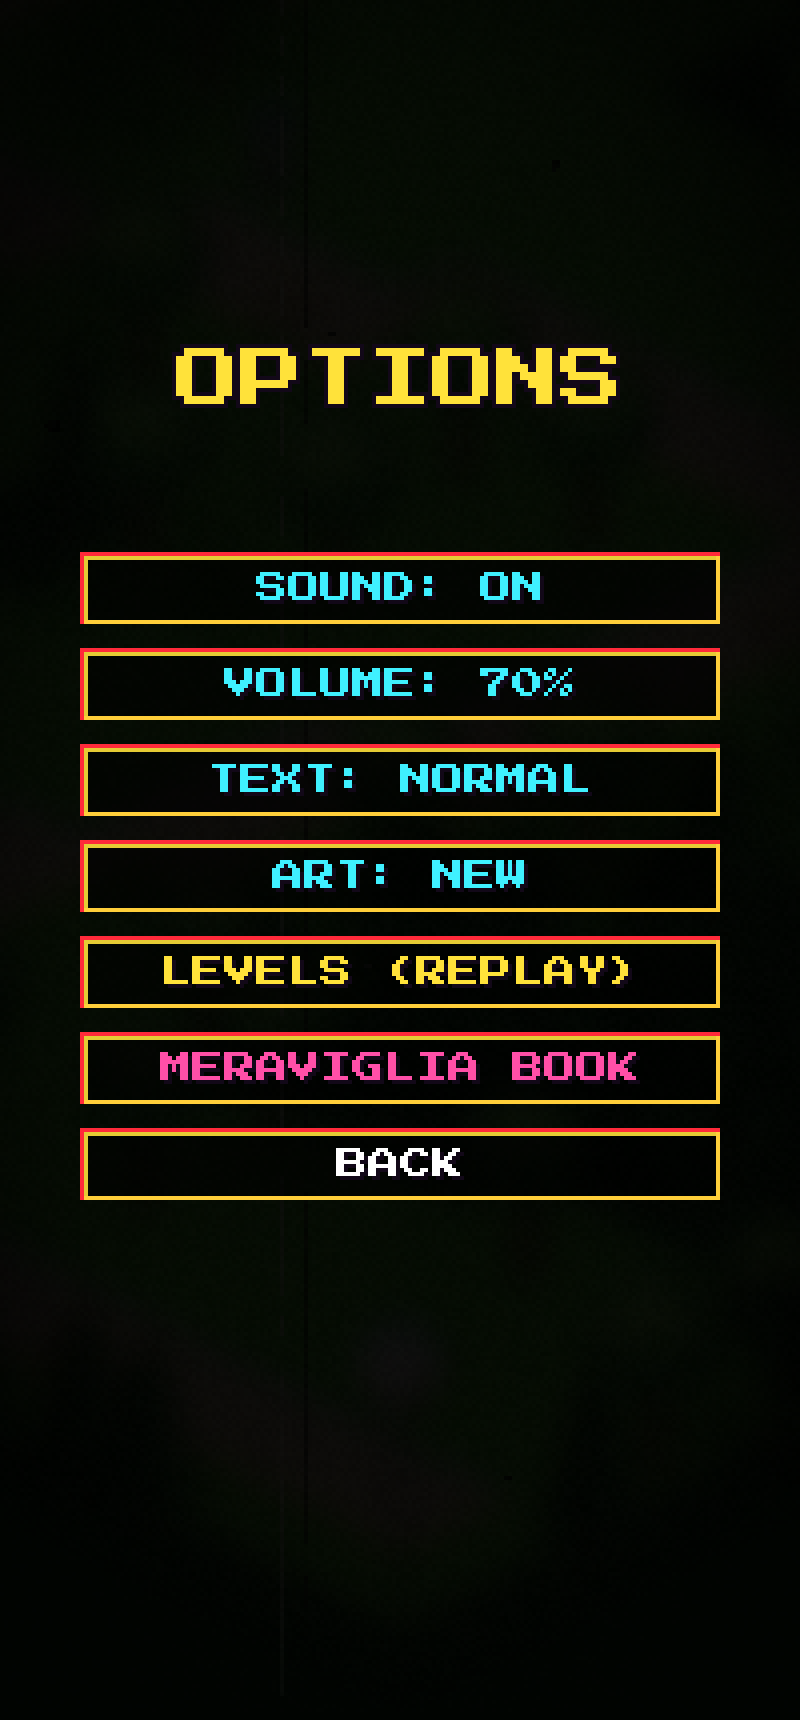 OPTIONS
SOUND: ON
VOLUME: 70%
TEXT: NORMAL
ART: NEW
LEVELS (REPLAY)
MERAVIGLIA BOOK
BACK